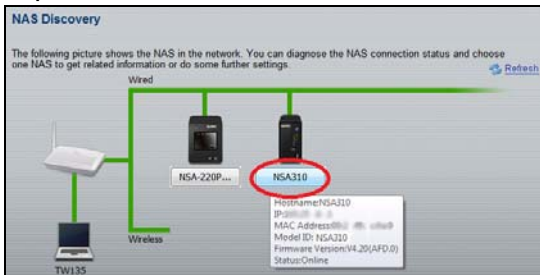 NAS Discovery
The following picture shows the NAS in the network. You can diagnose the NAS connection status and choose
one NAS to get related information or do some further settings.
Refresh
Wired
NSA-220P...
NSA310
Hostname:NSA310
IP:
MAC Address:
Model ID: NSA310
Firmware Version:V4.20(AFD.0)
Status:Online
Wireless
TW135